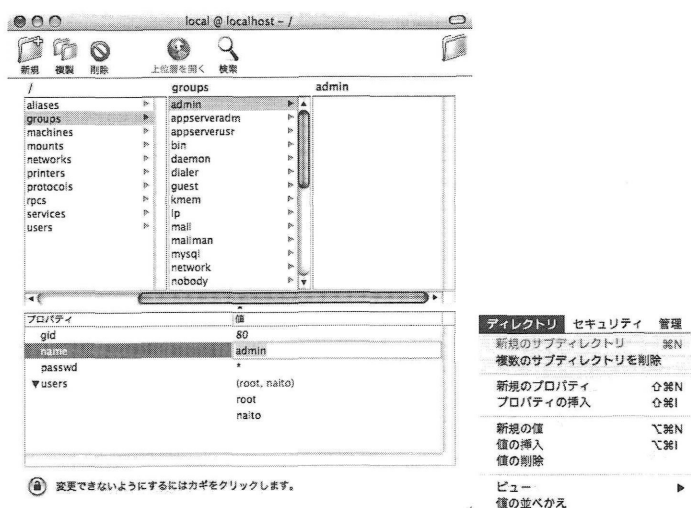 local @ localhost – /
新規 複製 削除 上位層を開く 検索
/ groups admin
aliases
groups
machines
mounts
networks
printers
protocols
rpcs
services
users
admin
appserveradm
appserverusr
bin
daemon
dialer
guest
kmem
lp
mail
mailman
mysql
network
nobody
プロパティ 値
gid 80
name admin
passwd *
▼users (root, naito)
root
naito
変更できないようにするにはカギをクリックします。
ディレクトリ セキュリティ 管理
新規のサブディレクトリ ⌘N
複数のサブディレクトリを削除
新規のプロパティ ⇧⌘N
プロパティの挿入 ⇧⌘I
新規の値 ⌥⌘N
値の挿入 ⌥⌘I
値の削除
ビュー ▶
値の並べかえ